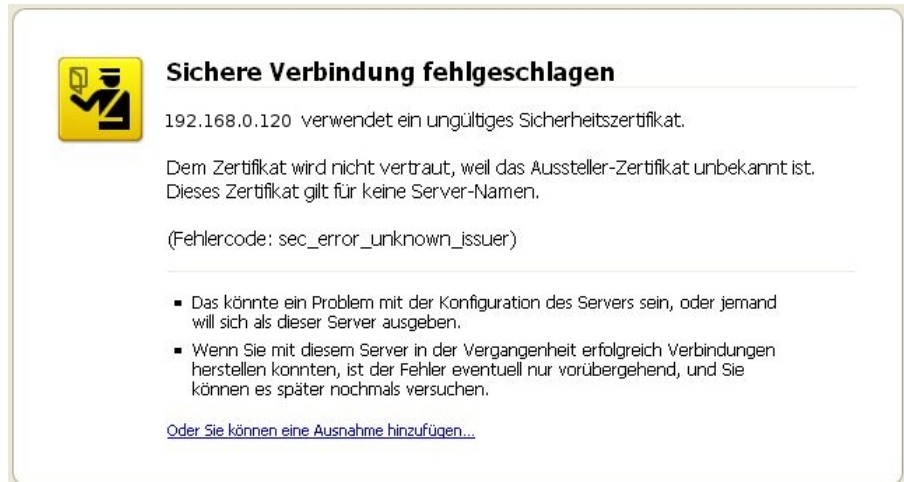 Sichere Verbindung fehlgeschlagen
192.168.0.120 verwendet ein ungültiges Sicherheitszertifikat.
Dem Zertifikat wird nicht vertraut, weil das Aussteller-Zertifikat unbekannt ist.
Dieses Zertifikat gilt für keine Server-Namen.
(Fehlercode: sec_error_unknown_issuer)
▪ Das könnte ein Problem mit der Konfiguration des Servers sein, oder jemand
will sich als dieser Server ausgeben.
▪ Wenn Sie mit diesem Server in der Vergangenheit erfolgreich Verbindungen
herstellen konnten, ist der Fehler eventuell nur vorübergehend, und Sie
können es später nochmals versuchen.
Oder Sie können eine Ausnahme hinzufügen...